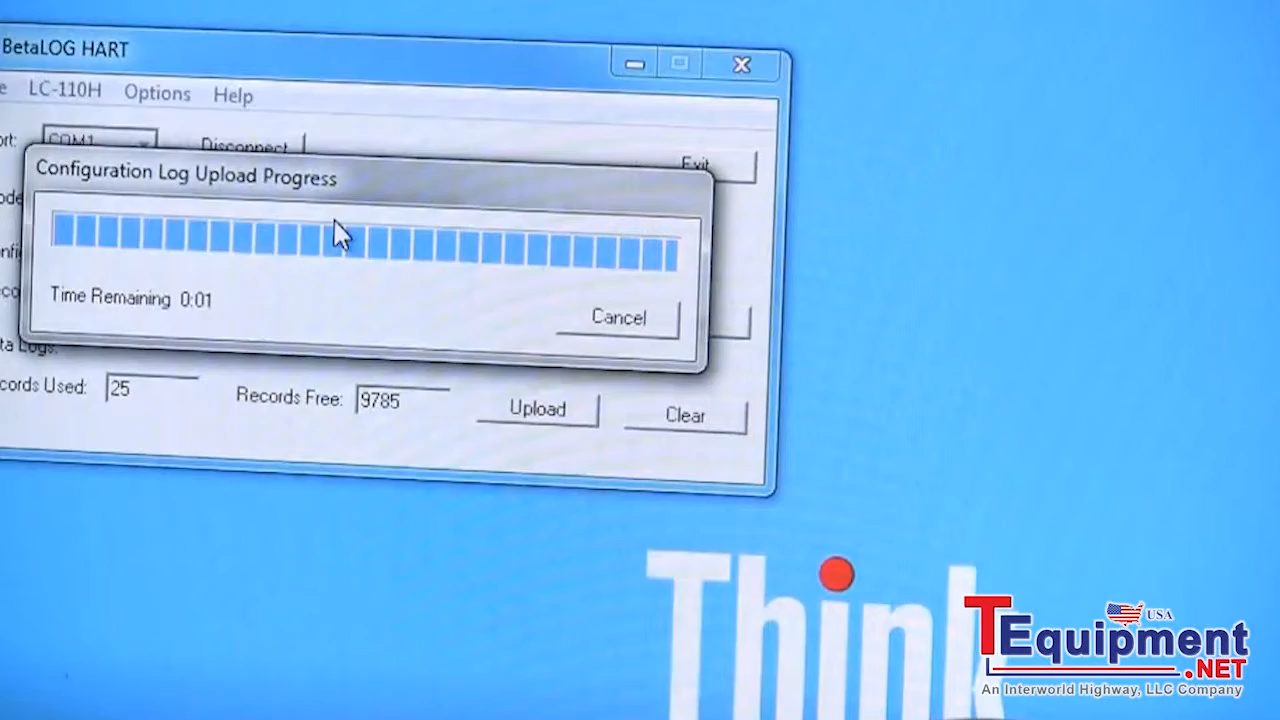 BetaLOG HART
LC-110H Options Help
COM1 Disconnect
Exit
Configuration Log Upload Progress
Time Remaining 0:01
Cancel
Used: 25 Records Free: 9785 Upload Clear
Think
TEquipment
USA
.NET
An Interworld Highway, LLC Company